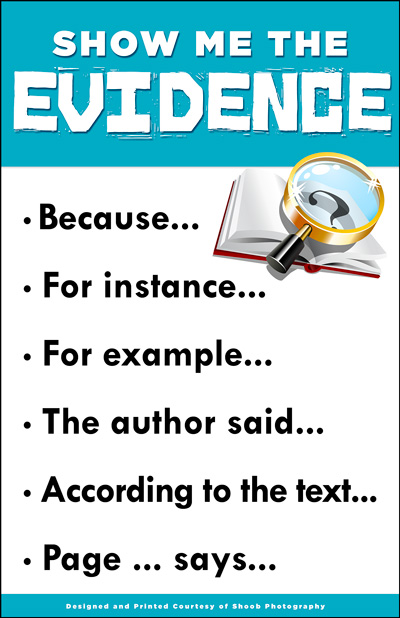 SHOW ME THE
EVIDENCE
?
• Because...
• For instance...
• For example...
• The author said...
• According to the text...
• Page ... says...
Designed and Printed Courtesy of Shoob Photography